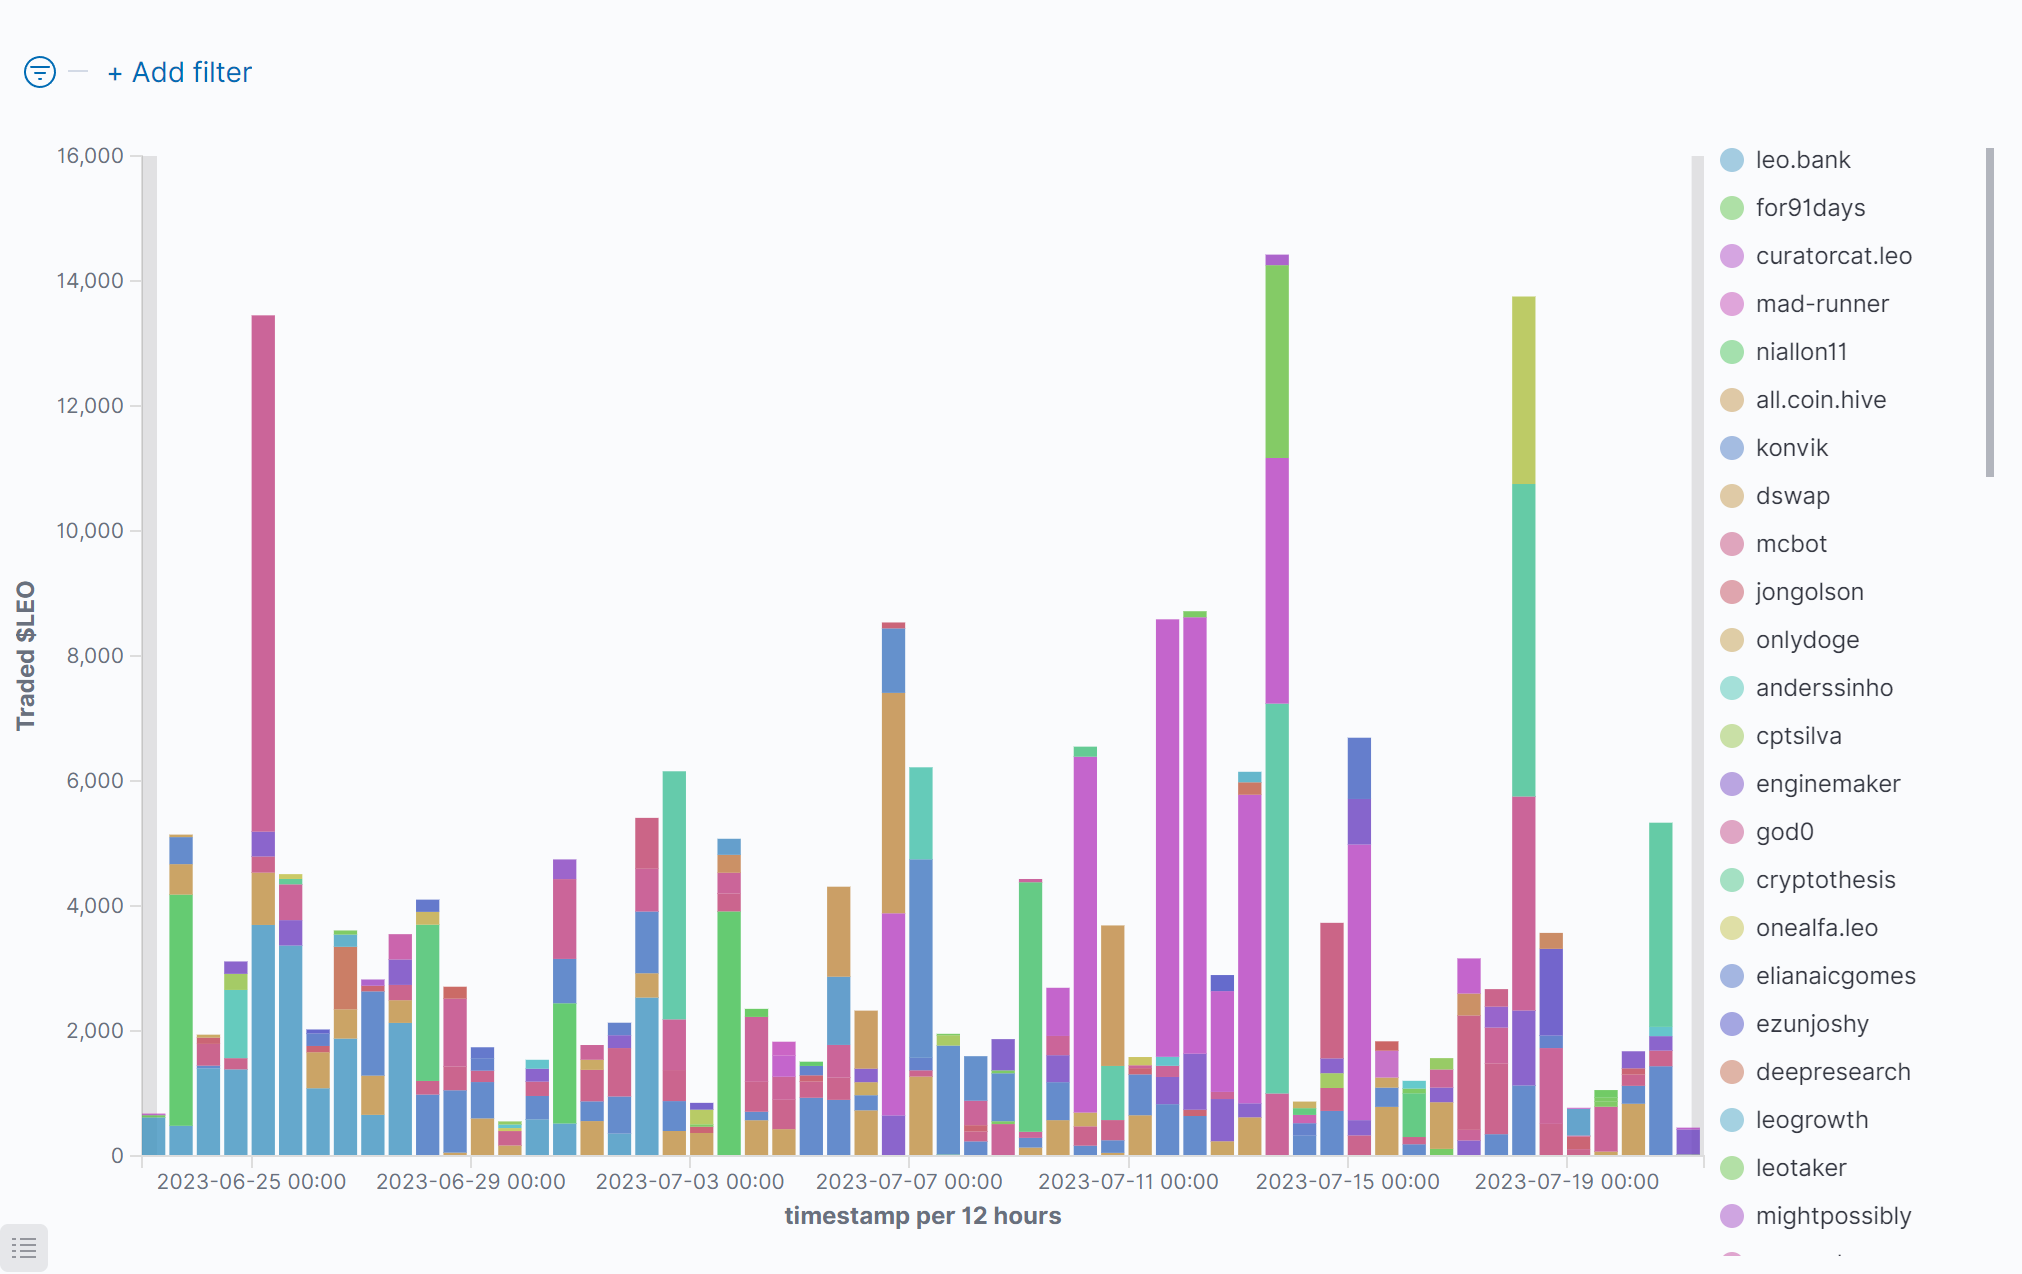 + Add filter
16,000
14,000
12,000
10,000
8,000
6,000
4,000
2,000
0
Traded $LEO
2023-06-25 00:00
2023-06-29 00:00
2023-07-03 00:00
2023-07-07 00:00
2023-07-11 00:00
2023-07-15 00:00
2023-07-19 00:00
timestamp per 12 hours
leo.bank
for91days
curatorcat.leo
mad-runner
niallon11
all.coin.hive
konvik
dswap
mcbot
jongolson
onlydoge
anderssinho
cptsilva
enginemaker
god0
cryptothesis
onealfa.leo
elianaicgomes
ezunjoshy
deepresearch
leogrowth
leotaker
mightpossibly